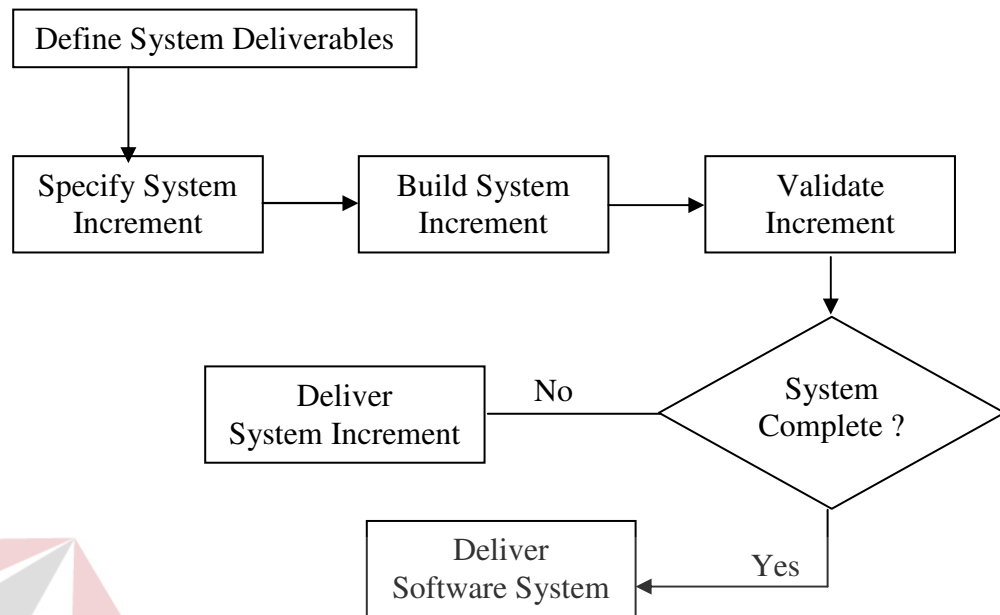 Define System Deliverables
Specify System
Increment
Build System
Increment
Validate
Increment
System
Complete ?
No
Deliver
System Increment
Yes
Deliver
Software System